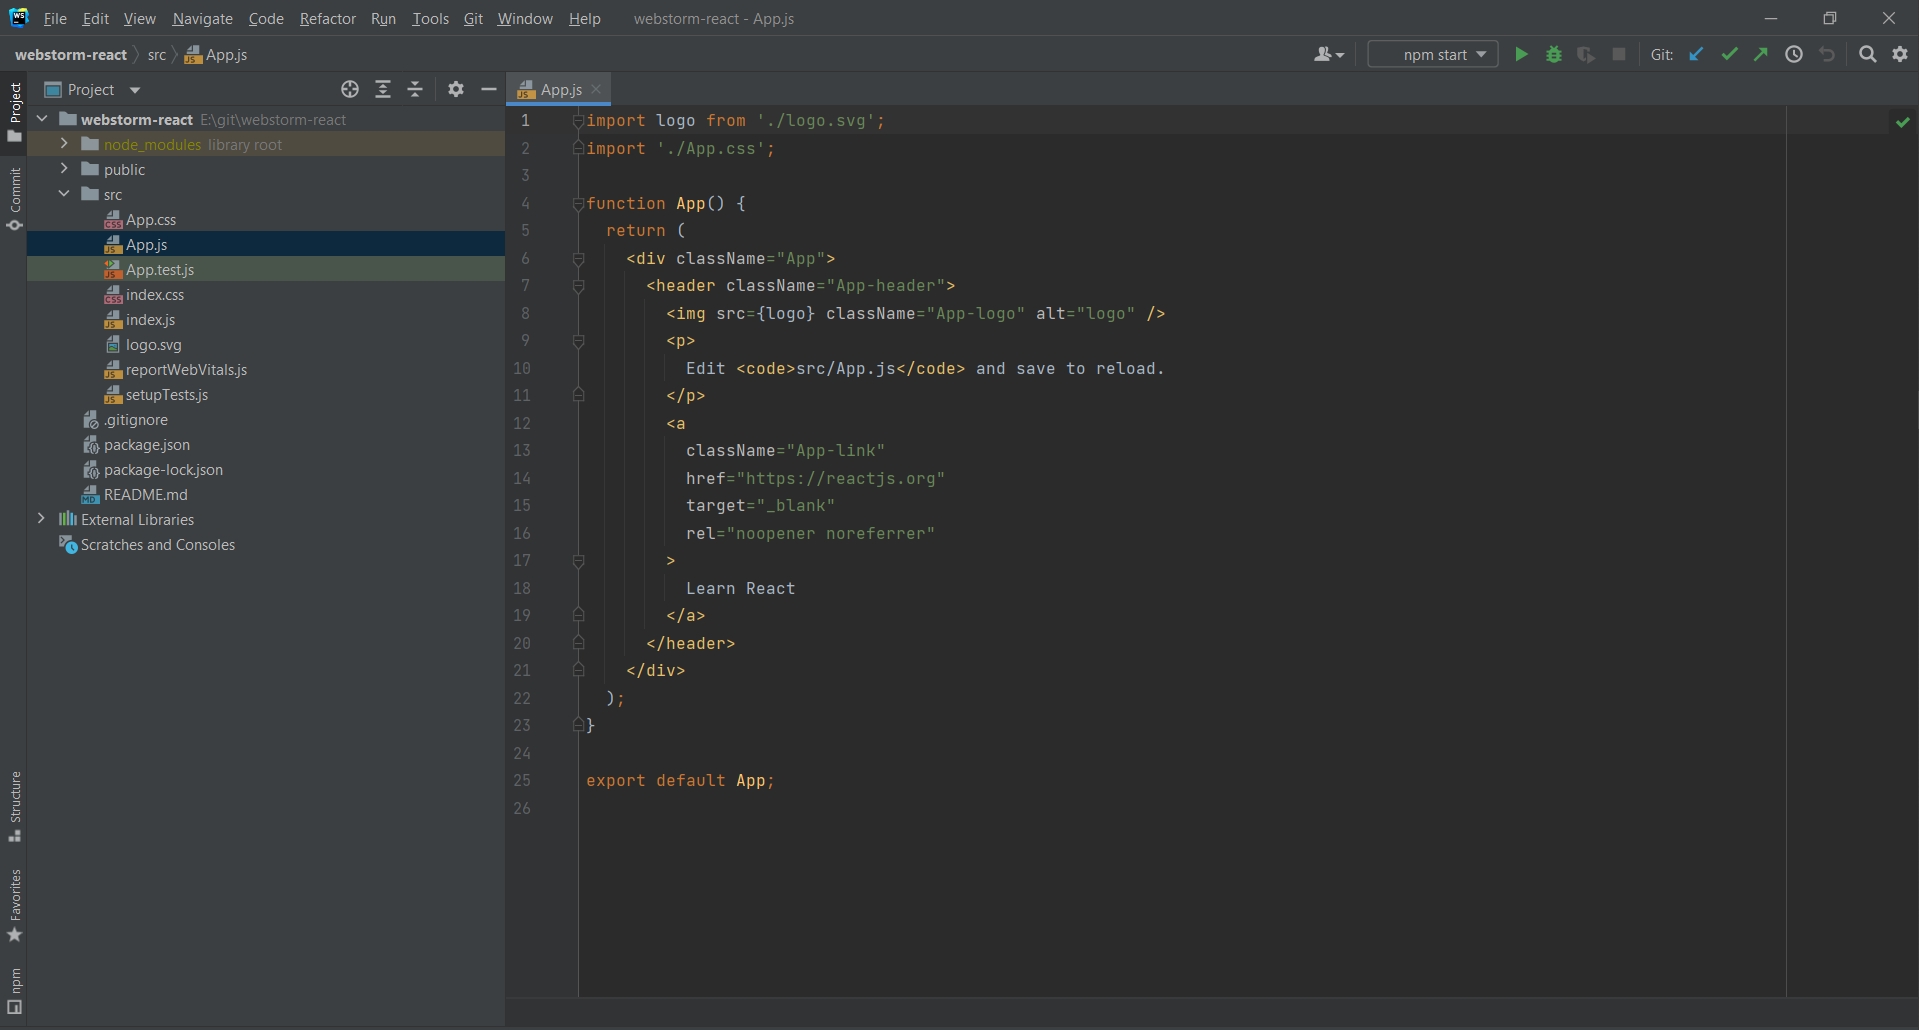 File Edit View Navigate Code Refactor Run Tools Git Window Help webstorm-react - App.js
webstorm-react src App.js npm start Git:
Project
Commit
Structure
Favorites
npm
Project
webstorm-react E:\git\webstorm-react
node_modules library root
public
src
App.css
App.js
App.test.js
index.css
index.js
logo.svg
reportWebVitals.js
setupTests.js
.gitignore
package.json
package-lock.json
README.md
External Libraries
Scratches and Consoles
App.js
1 import logo from './logo.svg';
2 import './App.css';
3
4 function App() {
5 return (
6 <div className="App">
7 <header className="App-header">
8 <img src={logo} className="App-logo" alt="logo" />
9 <p>
10 Edit <code>src/App.js</code> and save to reload.
11 </p>
12 <a
13 className="App-link"
14 href="https://reactjs.org"
15 target="_blank"
16 rel="noopener noreferrer"
17 >
18 Learn React
19 </a>
20 </header>
21 </div>
22 );
23 }
24
25 export default App;
26